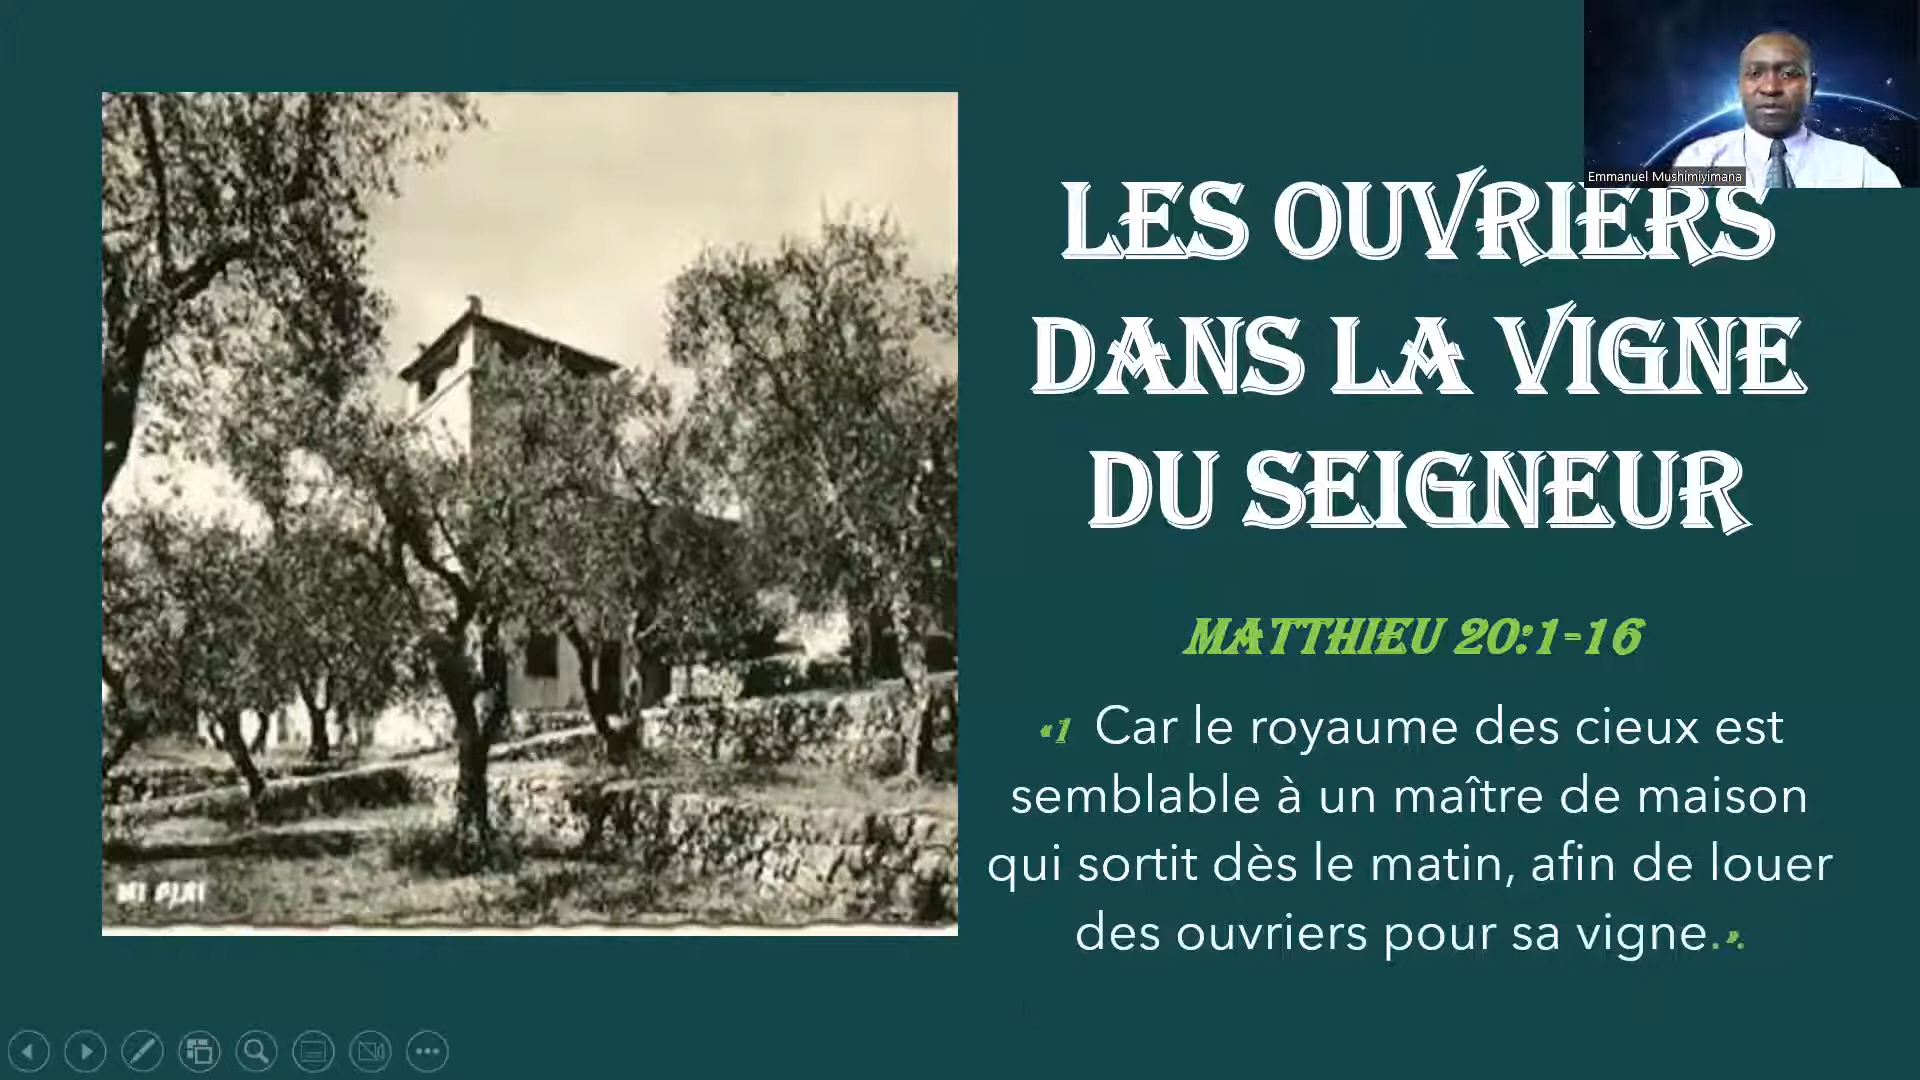 Emmanuel Mushimiyimana
LES OUVRIERS
DANS LA VIGNE
DU SEIGNEUR
MATTHIEU 20:1-16
«1 Car le royaume des cieux est
semblable à un maître de maison
qui sortit dès le matin, afin de louer
des ouvriers pour sa vigne.».